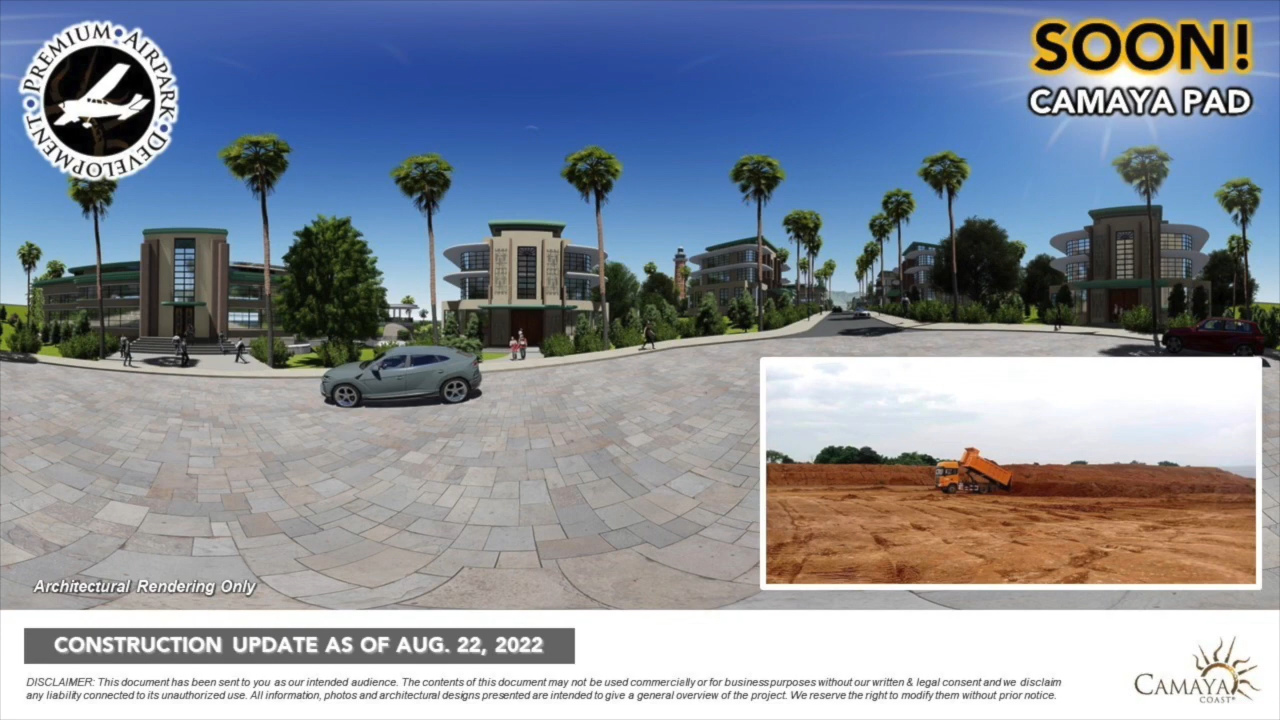 PREMIUM AIRPARK DEVELOPMENT
SOON!
CAMAYA PAD
Architectural Rendering Only
CONSTRUCTION UPDATE AS OF AUG. 22, 2022
DISCLAIMER: This document has been sent to you as our intended audience. The contents of this document may not be used commercially or for business purposes without our written & legal consent and we disclaim
any liability connected to its unauthorized use. All information, photos and architectural designs presented are intended to give a general overview of the project. We reserve the right to modify them without prior notice.
CAMAYA
COAST®